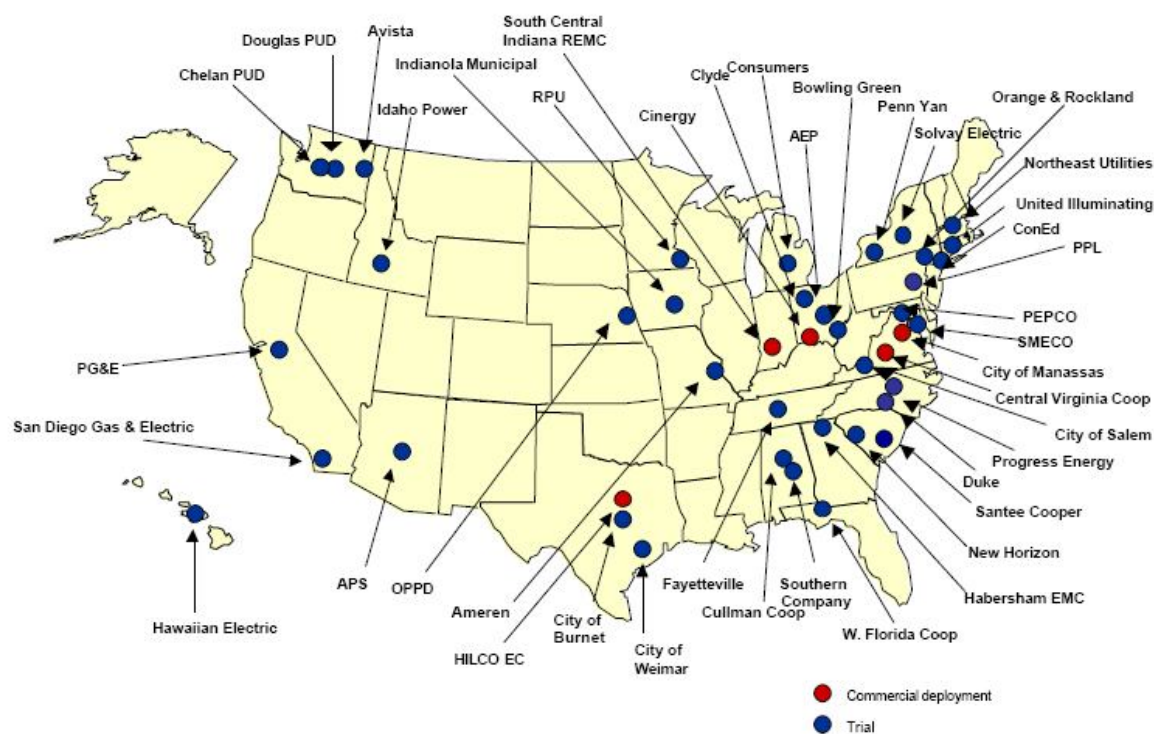 South Central
Indiana REMC
Avista
Douglas PUD
Consumers
Indianola Municipal
Clyde
Chelan PUD
Bowling Green
RPU
Orange & Rockland
Idaho Power
Cinergy
Penn Yan
AEP
Solvay Electric
Northeast Utilities
United Illuminating
ConEd
PPL
PEPCO
SMECO
PG&E
City of Manassas
Central Virginia Coop
San Diego Gas & Electric
City of Salem
Progress Energy
Duke
Santee Cooper
New Horizon
APS
OPPD
Fayetteville
Southern
Company
Habersham EMC
Ameren
Cullman Coop
City of
Burnet
Hawaiian Electric
W. Florida Coop
City of
Weimar
HILCO EC
Commercial deployment
Trial